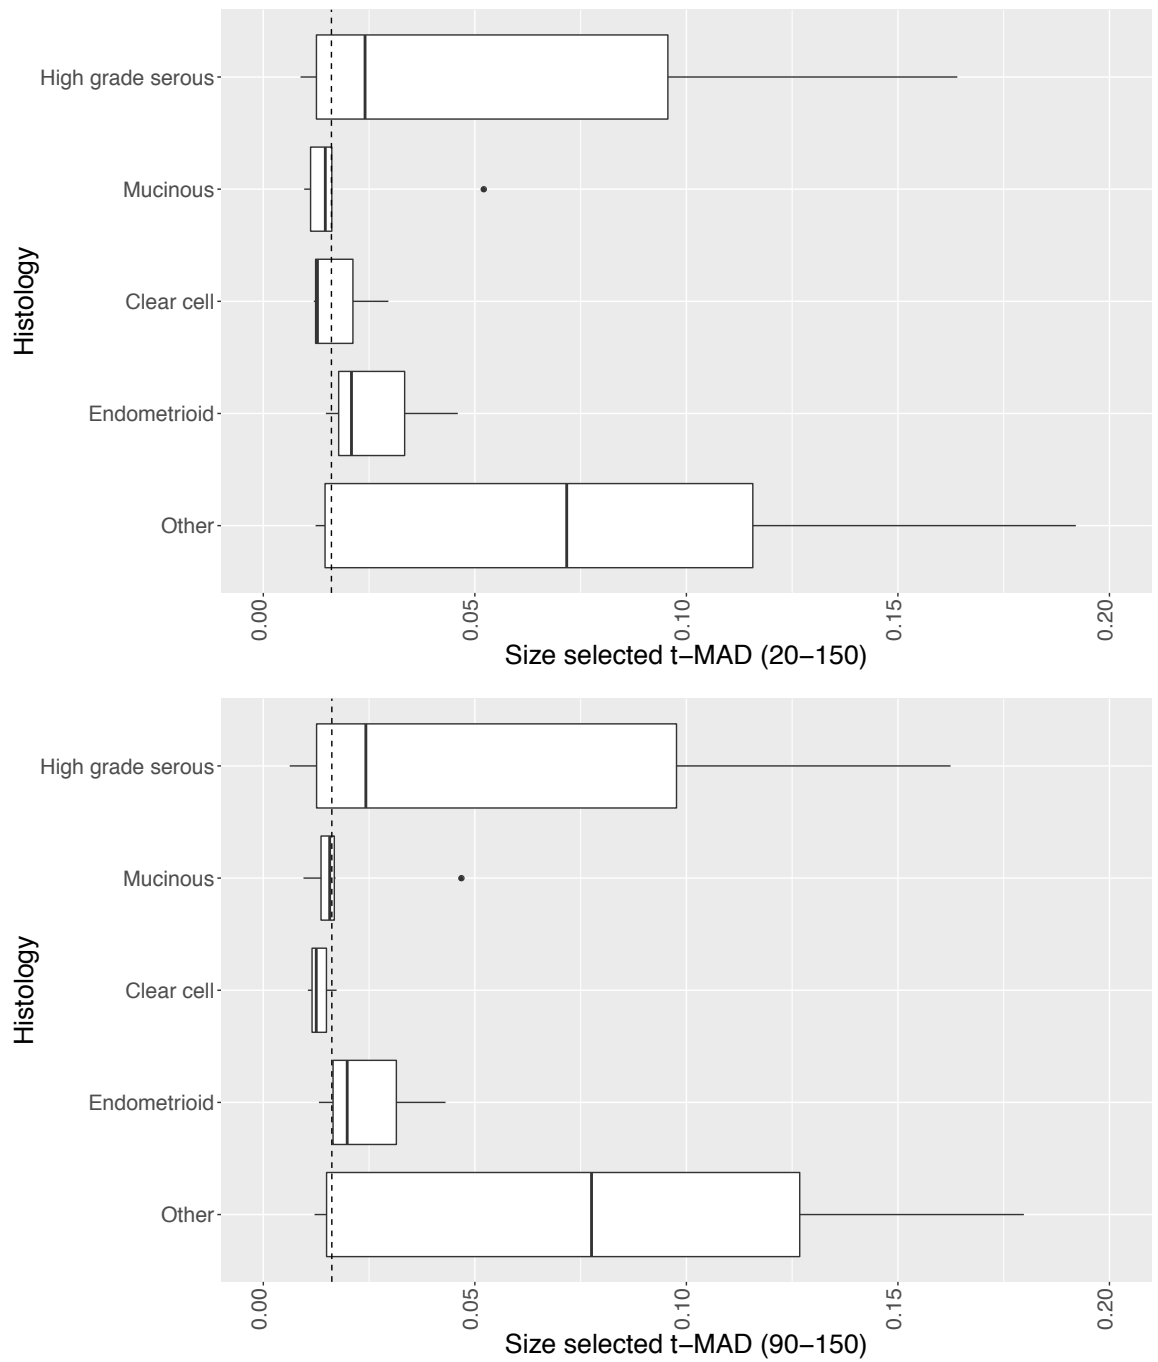 High grade serous
Mucinous
Clear cell
Endometrioid
Other
Histology
0.00
0.05
0.10
0.15
0.20
Size selected t−MAD (20−150)
High grade serous
Mucinous
Clear cell
Endometrioid
Other
Histology
0.00
0.05
0.10
0.15
0.20
Size selected t−MAD (90−150)